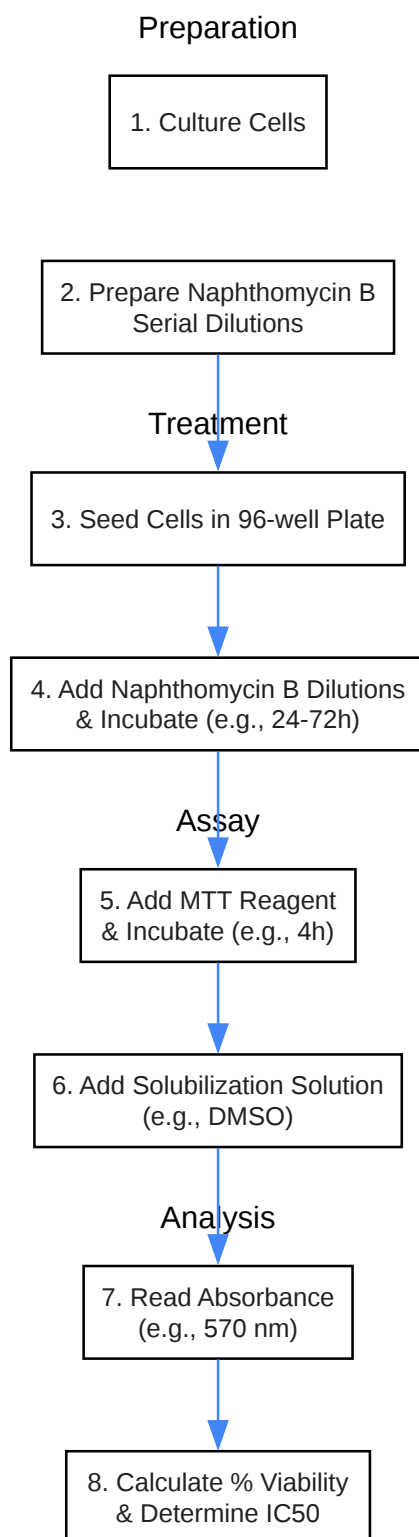 Preparation
1. Culture Cells
2. Prepare Naphthomycin B
Serial Dilutions
Treatment
3. Seed Cells in 96-well Plate
4. Add Naphthomycin B Dilutions
& Incubate (e.g., 24-72h)
Assay
5. Add MTT Reagent
& Incubate (e.g., 4h)
6. Add Solubilization Solution
(e.g., DMSO)
Analysis
7. Read Absorbance
(e.g., 570 nm)
8. Calculate % Viability
& Determine IC50